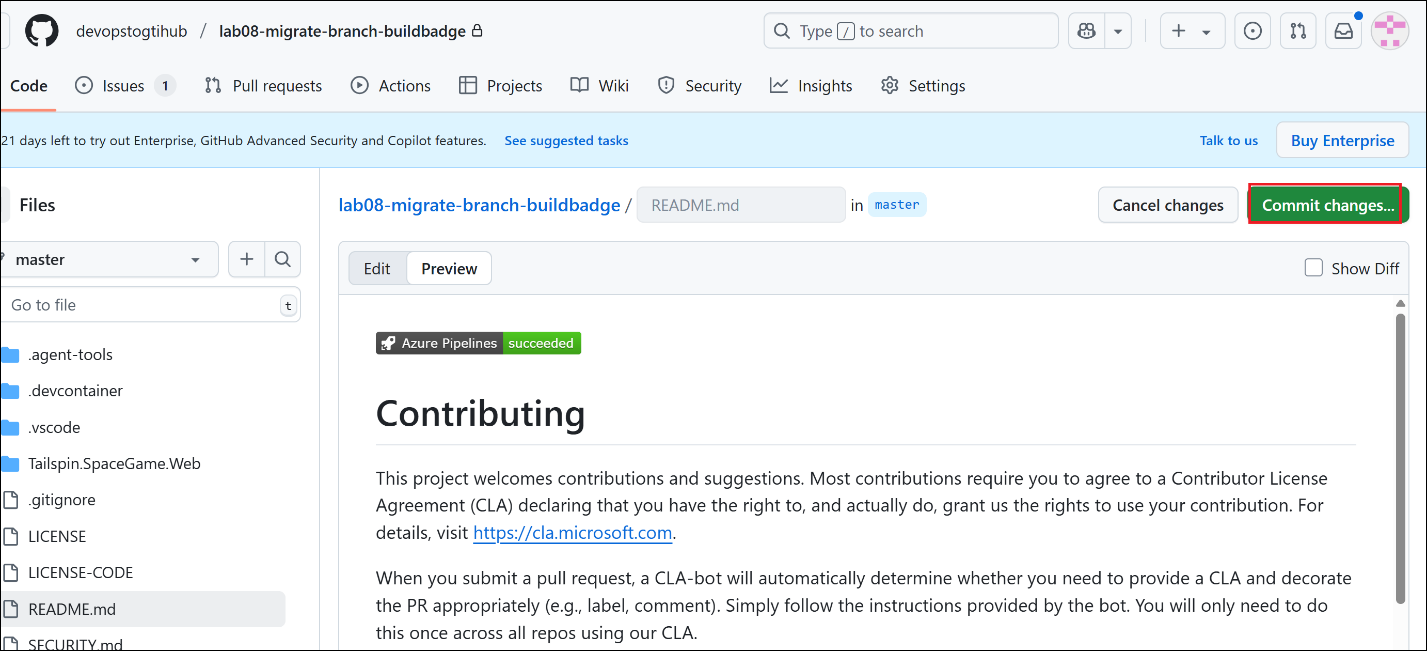 devopstogtihub / lab08-migrate-branch-buildbadge
Type / to search
Code
Issues 1
Pull requests
Actions
Projects
Wiki
Security
Insights
Settings
21 days left to try out Enterprise, GitHub Advanced Security and Copilot features. See suggested tasks
Talk to us
Buy Enterprise
Files
master
Go to file
t
.agent-tools
.devcontainer
.vscode
Tailspin.SpaceGame.Web
.gitignore
LICENSE
LICENSE-CODE
README.md
SECURITY.md
lab08-migrate-branch-buildbadge / README.md in master
Cancel changes
Commit changes...
Edit
Preview
Show Diff
Azure Pipelines succeeded
Contributing
This project welcomes contributions and suggestions. Most contributions require you to agree to a Contributor License
Agreement (CLA) declaring that you have the right to, and actually do, grant us the rights to use your contribution. For
details, visit https://cla.microsoft.com.
When you submit a pull request, a CLA-bot will automatically determine whether you need to provide a CLA and decorate
the PR appropriately (e.g., label, comment). Simply follow the instructions provided by the bot. You will only need to do
this once across all repos using our CLA.